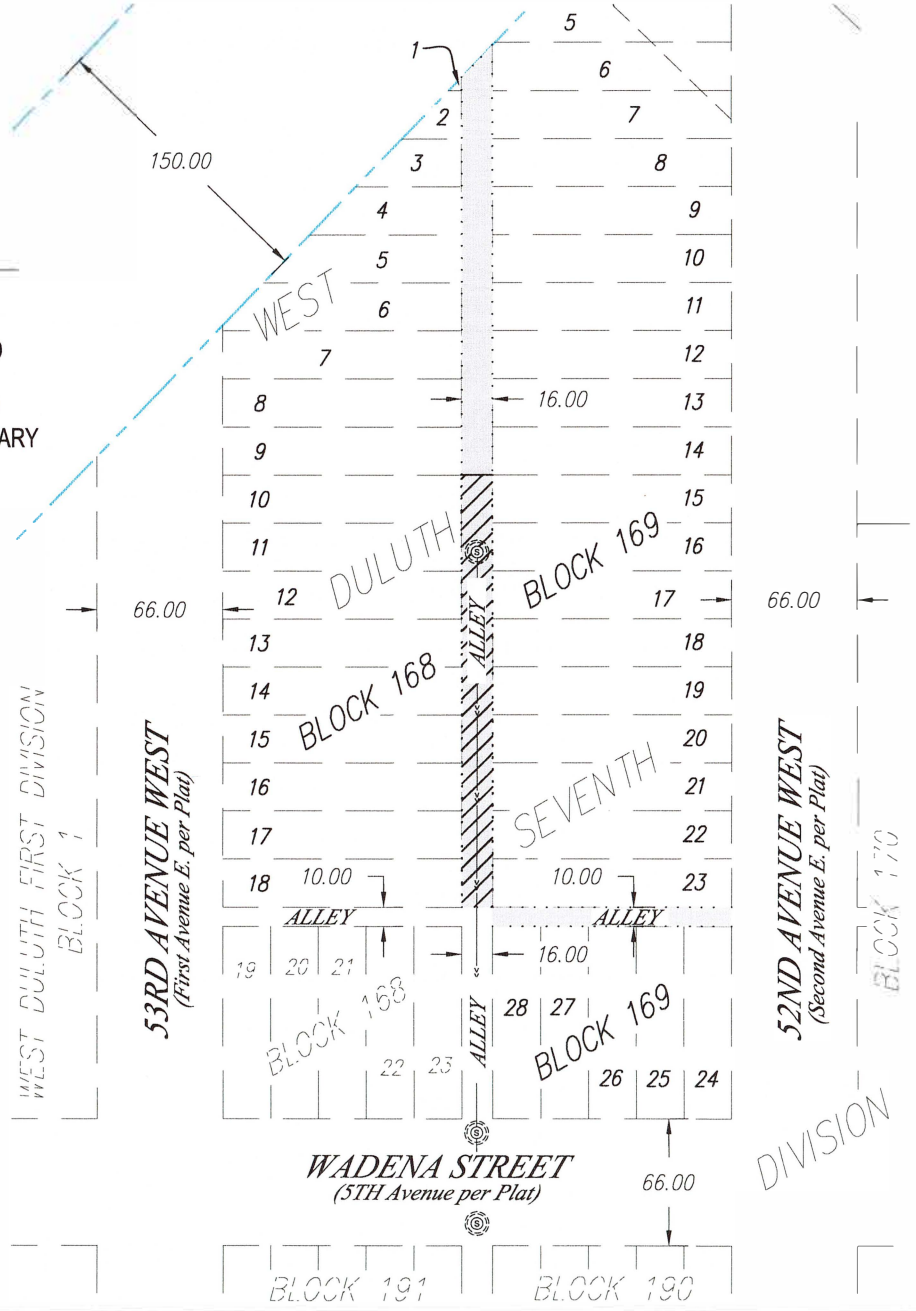 5
1
6
2
7
150.00
3
8
4
9
5
10
WEST
6
11
7
12
8
16.00
13
ARY
9
14
10
15
DULUTH
BLOCK 169
11
16
66.00
12
ALLEY
17
66.00
13
18
BLOCK 168
14
19
15
20
SEVENTH
16
21
17
22
18
10.00
10.00
23
ALLEY
ALLEY
WEST DULUTH FIRST DIVISION
BLOCK 1
53RD AVENUE WEST
(First Avenue E. per Plat)
52ND AVENUE WEST
(Second Avenue E. per Plat)
BLOCK 170
19
20
21
16.00
BLOCK 168
ALLEY
28
27
BLOCK 169
22
23
26
25
24
S
S
S
WADENA STREET
(5TH Avenue per Plat)
66.00
DIVISION
BLOCK 191
BLOCK 190